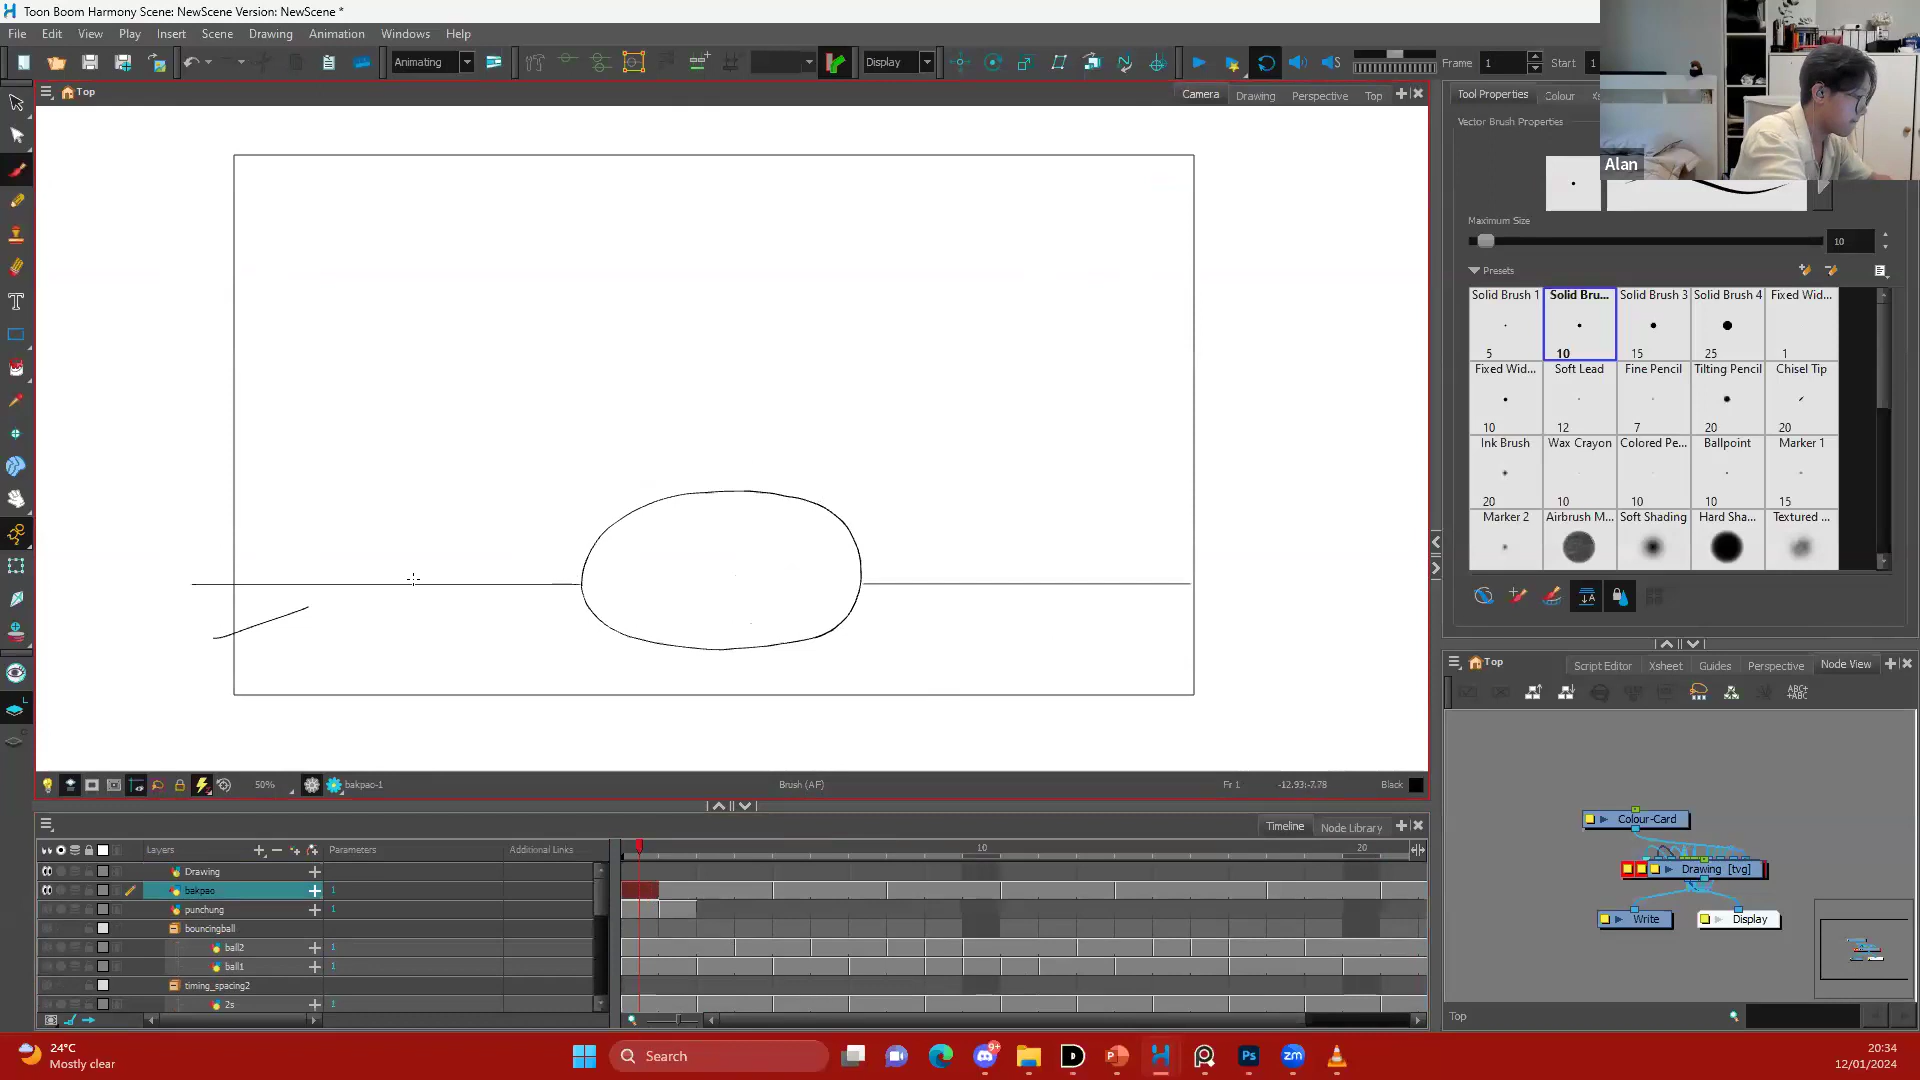 Toon Boom Harmony Scene: NewScene Version: NewScene *
File Edit View Play Insert Scene Drawing Animation Windows Help
Animating Display Frame 1 Start 1
Top Camera Drawing Perspective Top
Tool Properties Colour
Vector Brush Properties
Alan
Maximum Size
10
Presets
Solid Brush 1 Solid Bru... Solid Brush 3 Solid Brush 4 Fixed Wid...
5 10 15 25 1
Fixed Wid... Soft Lead Fine Pencil Tilting Pencil Chisel Tip
10 12 7 20 20
Ink Brush Wax Crayon Colored Pe... Ballpoint Marker 1
20 10 10 10 15
Marker 2 Airbrush M... Soft Shading Hard Sha... Textured ...
Top Script Editor Xsheet Guides Perspective Node View
ABC+
+ABC
Colour-Card
Drawing [tvg]
Write Display
Top
50% bakpao-1 Brush (AF) Fr 1 -12.93:-7.78 Black
Timeline Node Library
Layers Parameters Additional Links 10 20
Drawing
bakpao 1
punchung
bouncingball
ball2 1
ball1 1
timing_spacing2
2s 1
24°C
Mostly clear
Search
9+
20:34
12/01/2024